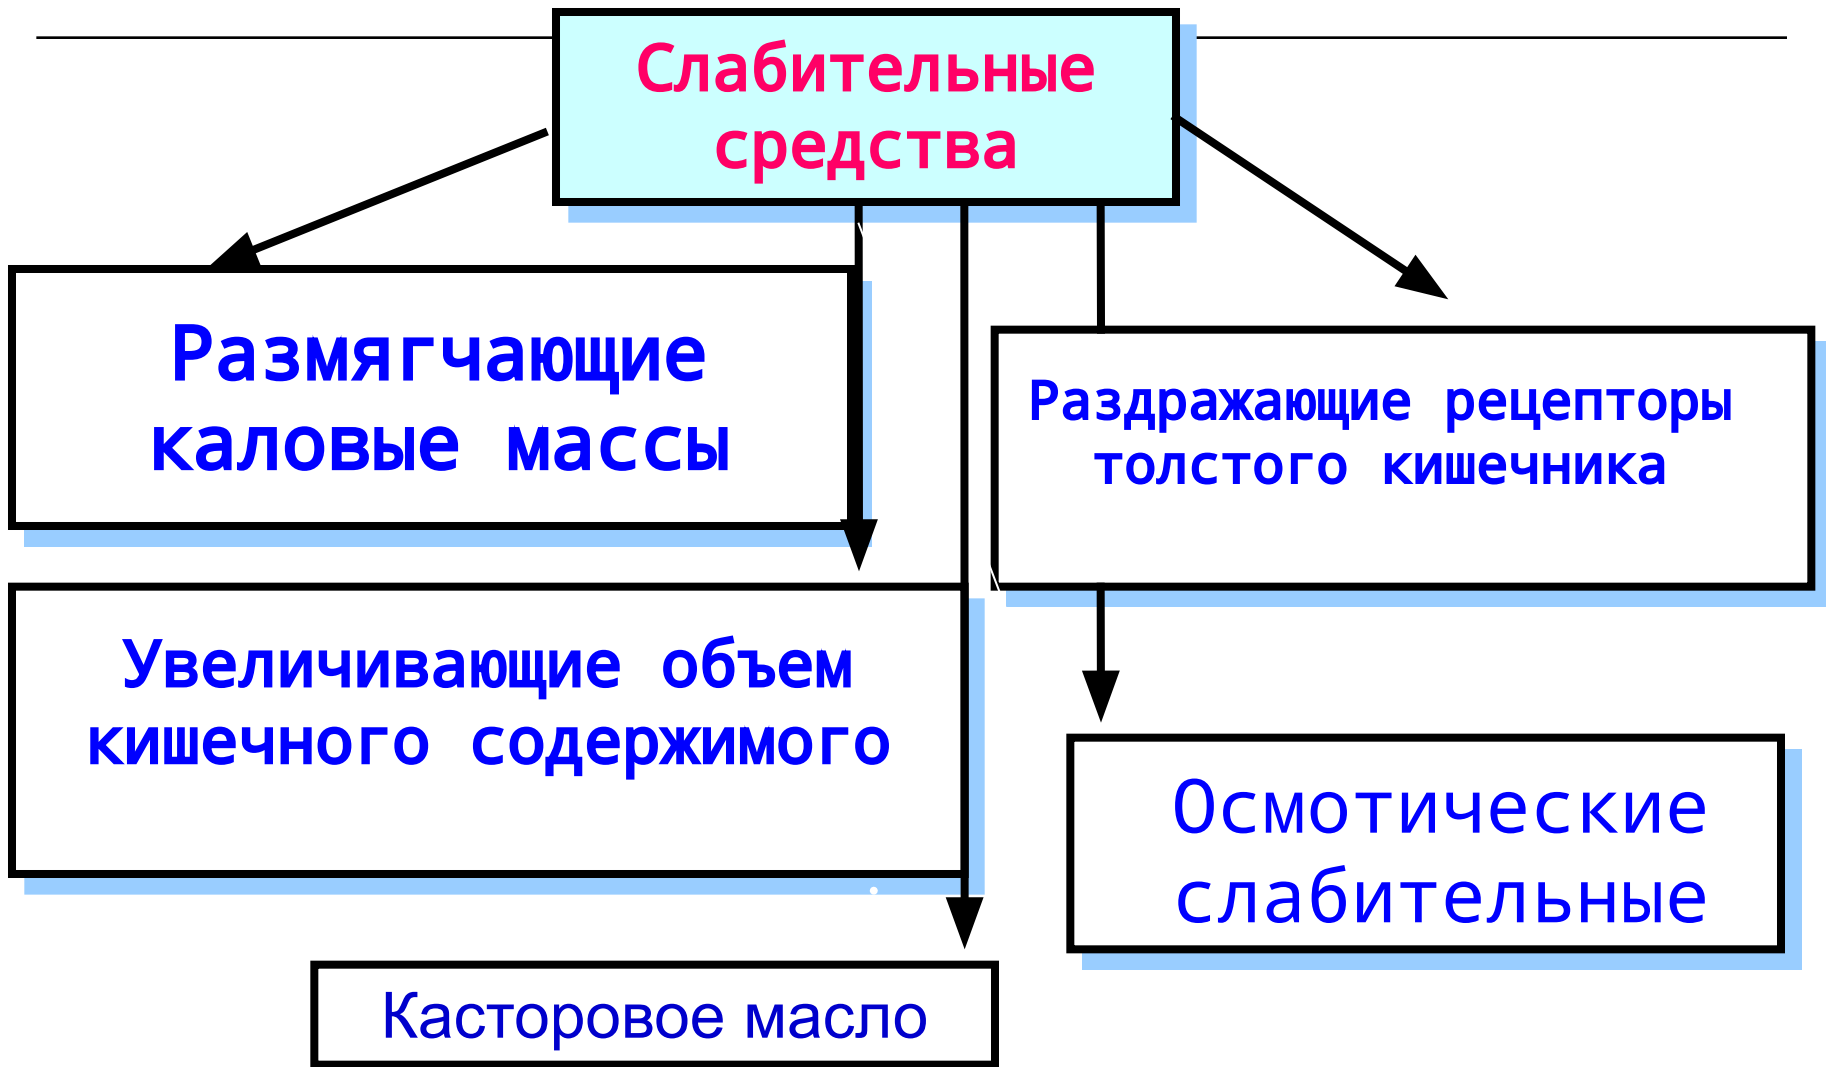 Слабительные
средства
Размягчающие
каловые массы
Раздражающие рецепторы
толстого кишечника
Увеличивающие объем
кишечного содержимого
Осмотические
слабительные
Касторовое масло